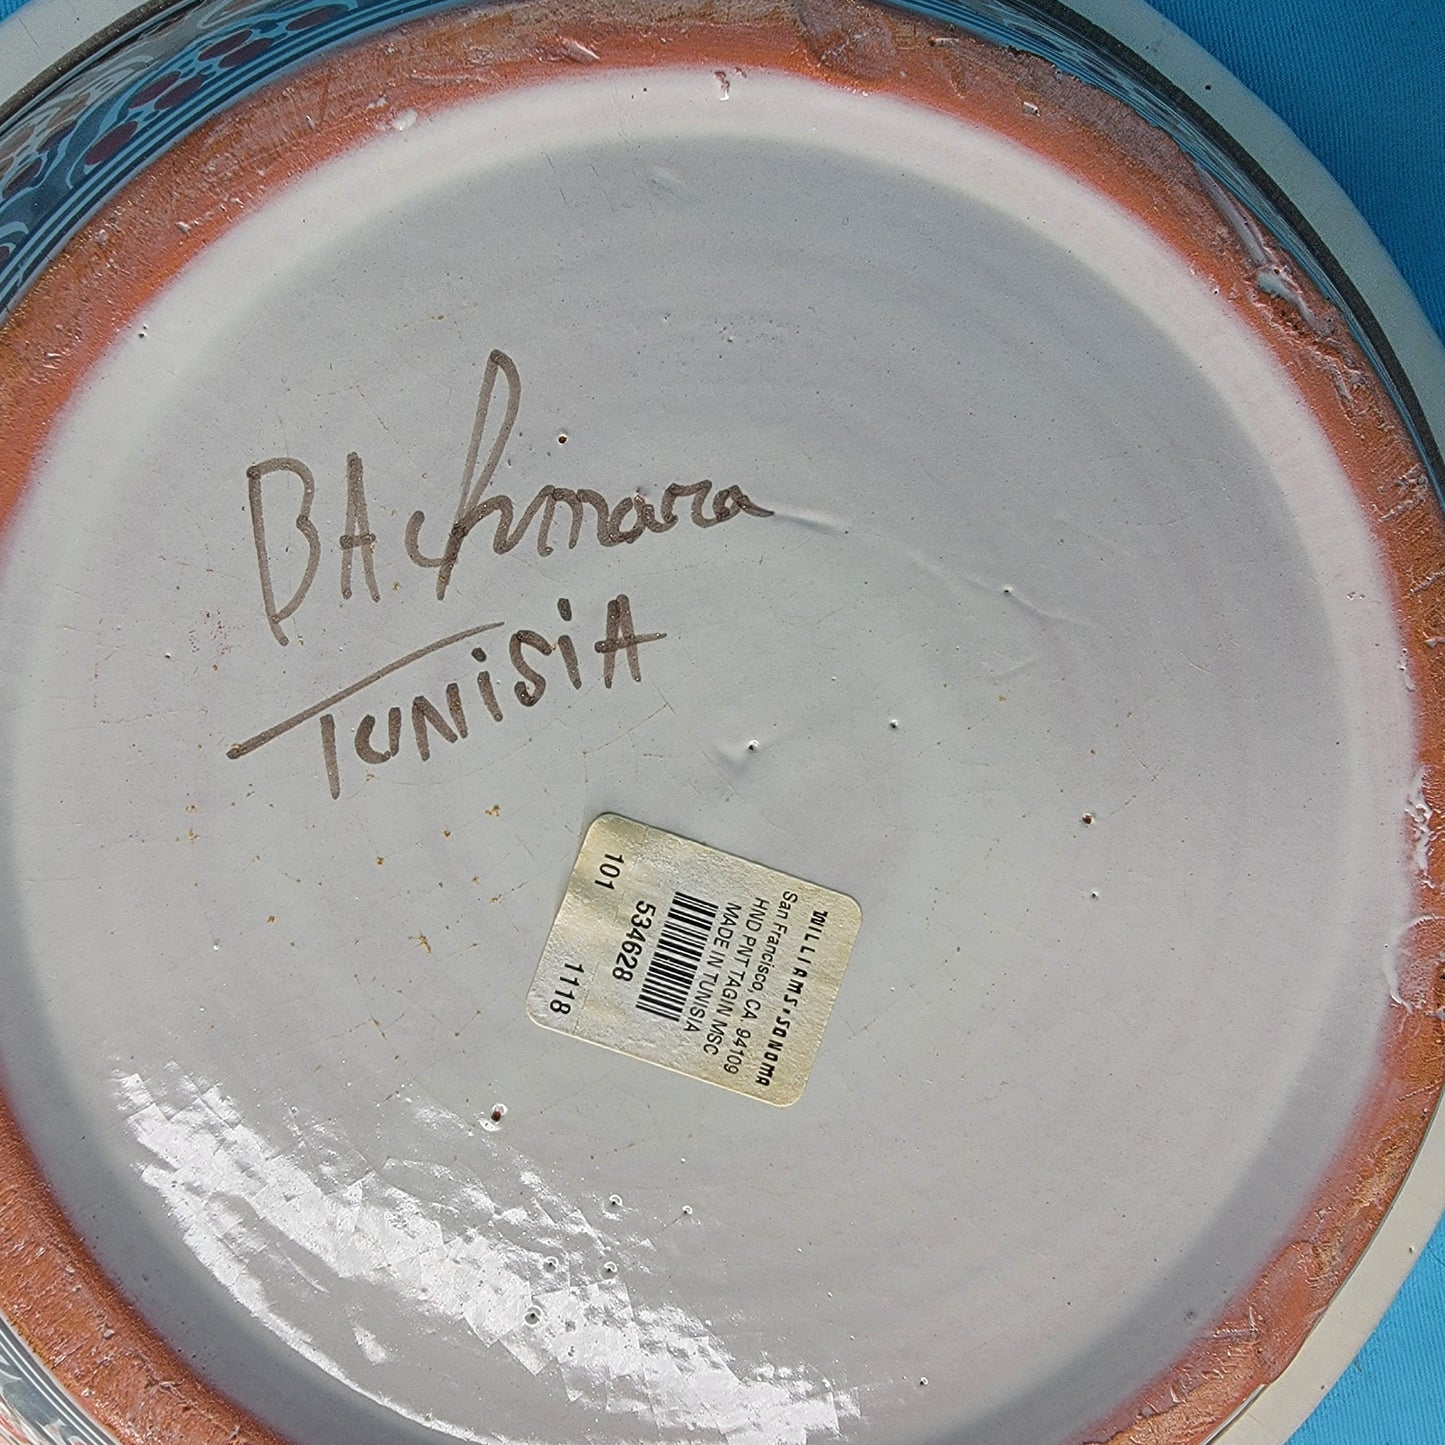 BAchmara
TUNiSiA
WILLIAMS-SONOMA
San Francisco, CA. 94109
HND PNT TAGIN MSC
MADE IN TUNISIA
534628
101 1118